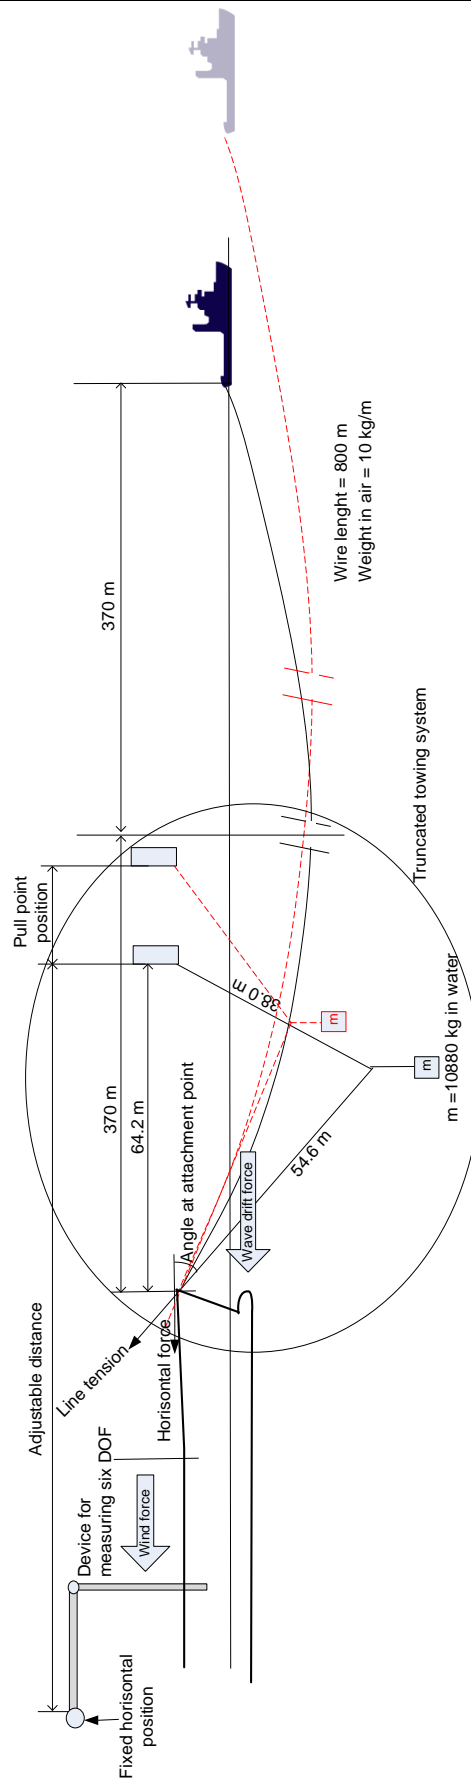 Fixed horisontal
position
Adjustable distance
Pull point
position
Device for
measuring six DOF
Wind force
Line tension
Horisontal force
Angle at attachment point
370 m
64.2 m
370 m
Wave drift force
54.6 m
38.0 m
m
m
m =10880 kg in water
Truncated towing system
Wire lenght = 800 m
Weight in air = 10 kg/m